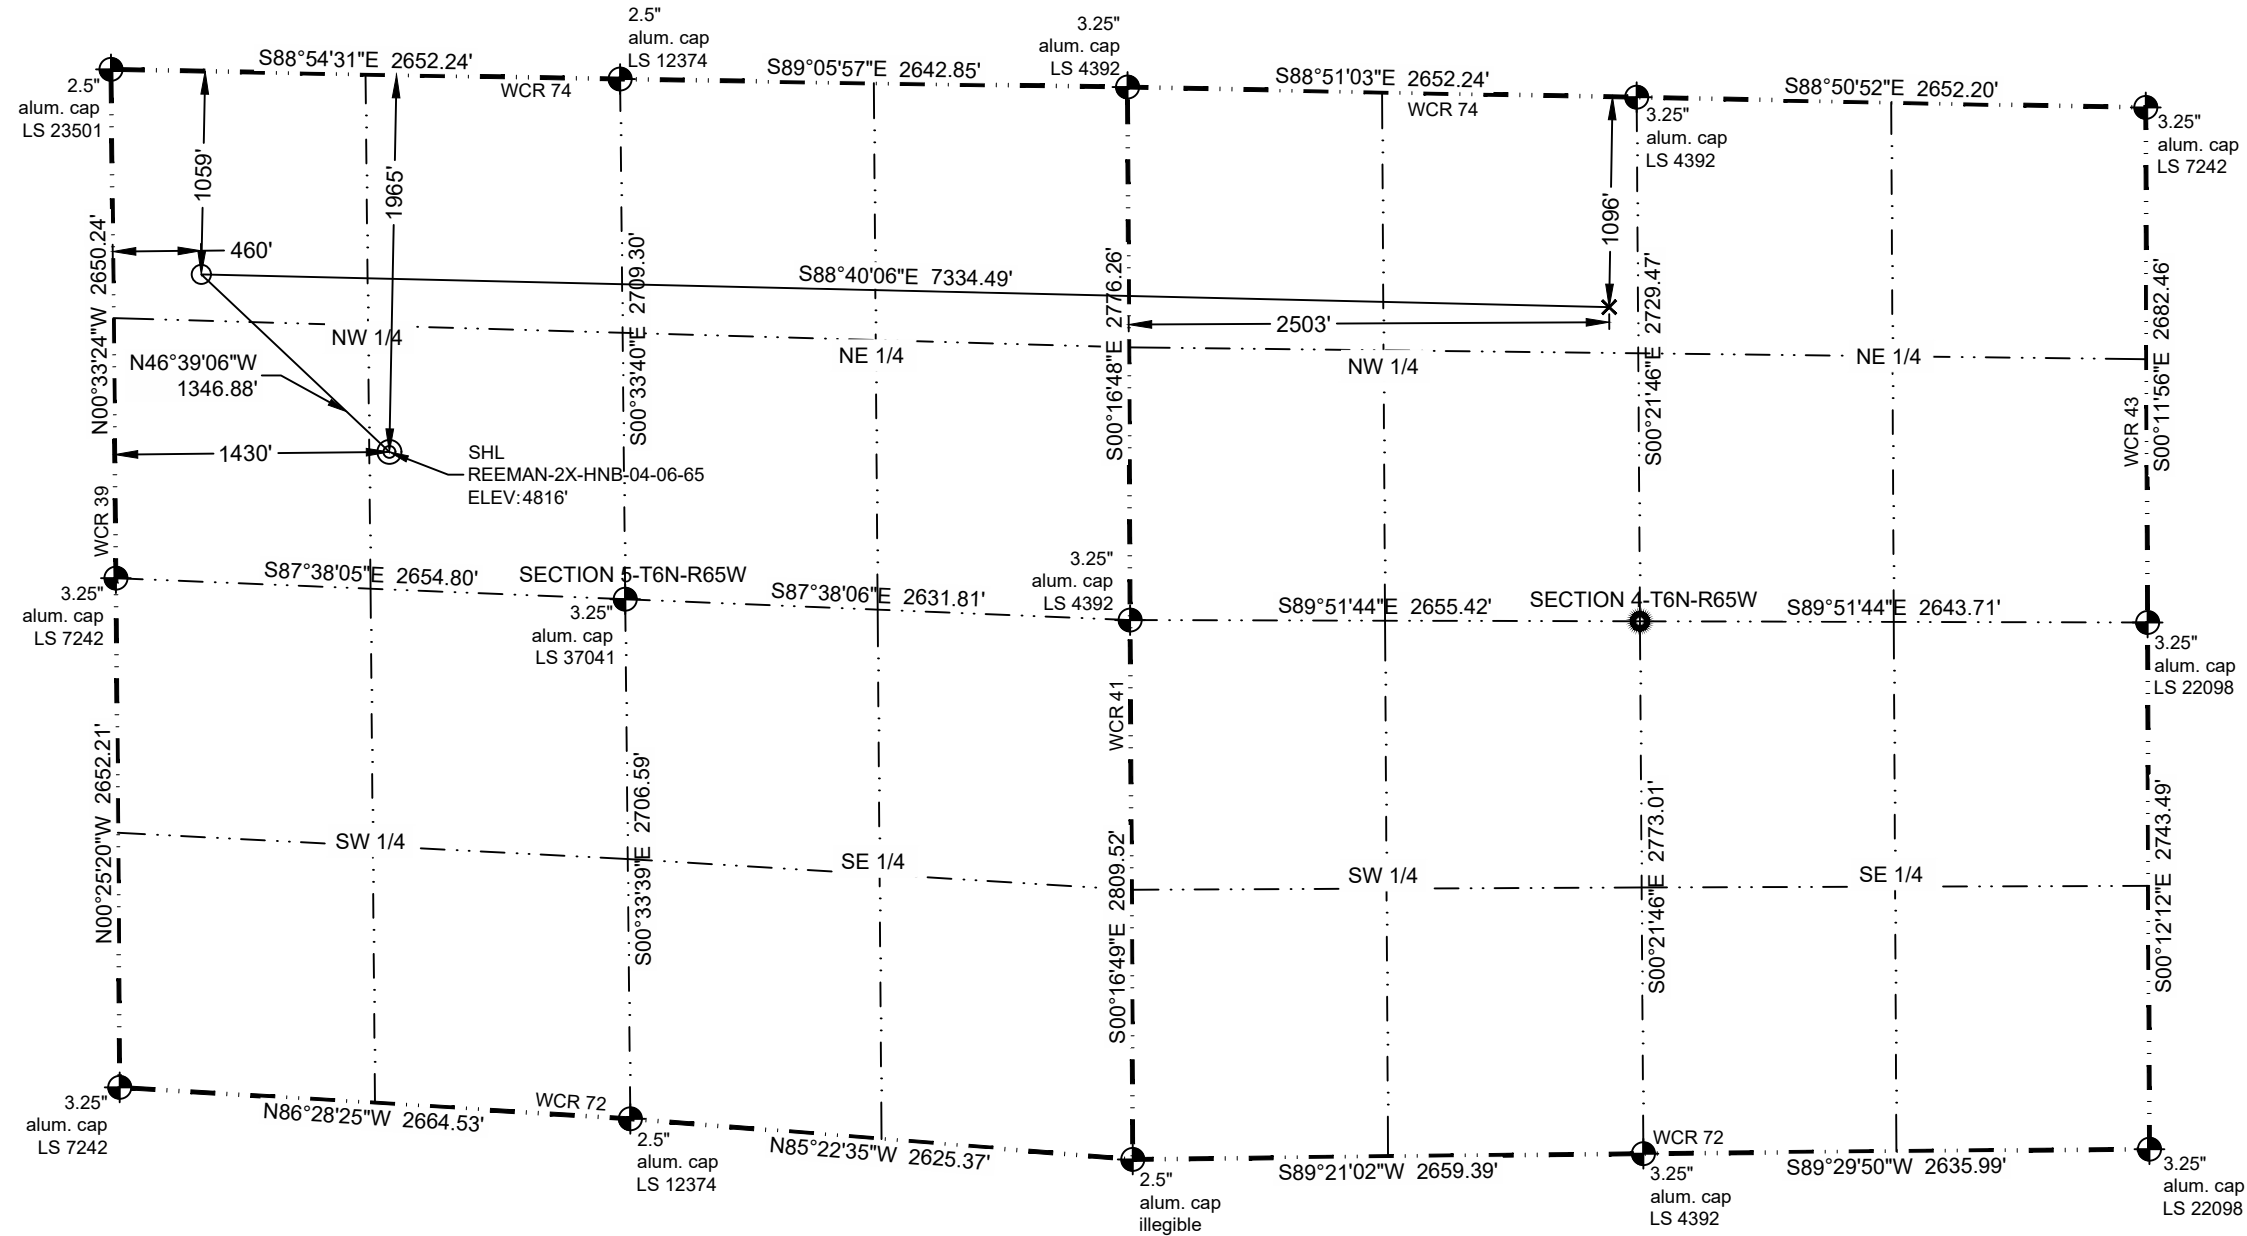 2.5"
alum. cap
LS 12374
3.25"
alum. cap
LS 4392
S88°54'31"E 2652.24'
WCR 74
S89°05'57"E 2642.85'
S88°51'03"E 2652.24'
WCR 74
S88°50'52"E 2652.20'
2.5"
alum. cap
LS 23501
3.25"
alum. cap
LS 4392
3.25"
alum. cap
LS 7242
1059'
1965'
1096'
460'
N00°33'24"W 2650.24'
S88°40'06"E 7334.49'
S00°33'40"E 2709.30'
S00°16'48"E 2776.26'
S00°21'46"E 2729.47'
S00°11'56"E 2682.46'
2503'
NW 1/4
NE 1/4
NW 1/4
NE 1/4
N46°39'06"W
1346.88'
1430'
SHL
REEMAN-2X-HNB-04-06-65
ELEV:4816'
WCR 39
WCR 43
S87°38'05"E 2654.80'
SECTION 5-T6N-R65W
S87°38'06"E 2631.81'
3.25"
alum. cap
LS 4392
S89°51'44"E 2655.42'
SECTION 4-T6N-R65W
S89°51'44"E 2643.71'
3.25"
alum. cap
LS 7242
3.25"
alum. cap
LS 37041
3.25"
alum. cap
LS 22098
WCR 41
N00°25'20"W 2652.21'
S00°33'39"E 2706.59'
S00°16'49"E 2809.52'
S00°21'46"E 2773.01'
S00°12'12"E 2743.49'
SW 1/4
SE 1/4
SW 1/4
SE 1/4
3.25"
alum. cap
LS 7242
N86°28'25"W 2664.53'
WCR 72
2.5"
alum. cap
LS 12374
N85°22'35"W 2625.37'
2.5"
alum. cap
illegible
S89°21'02"W 2659.39'
WCR 72
3.25"
alum. cap
LS 4392
S89°29'50"W 2635.99'
3.25"
alum. cap
LS 22098